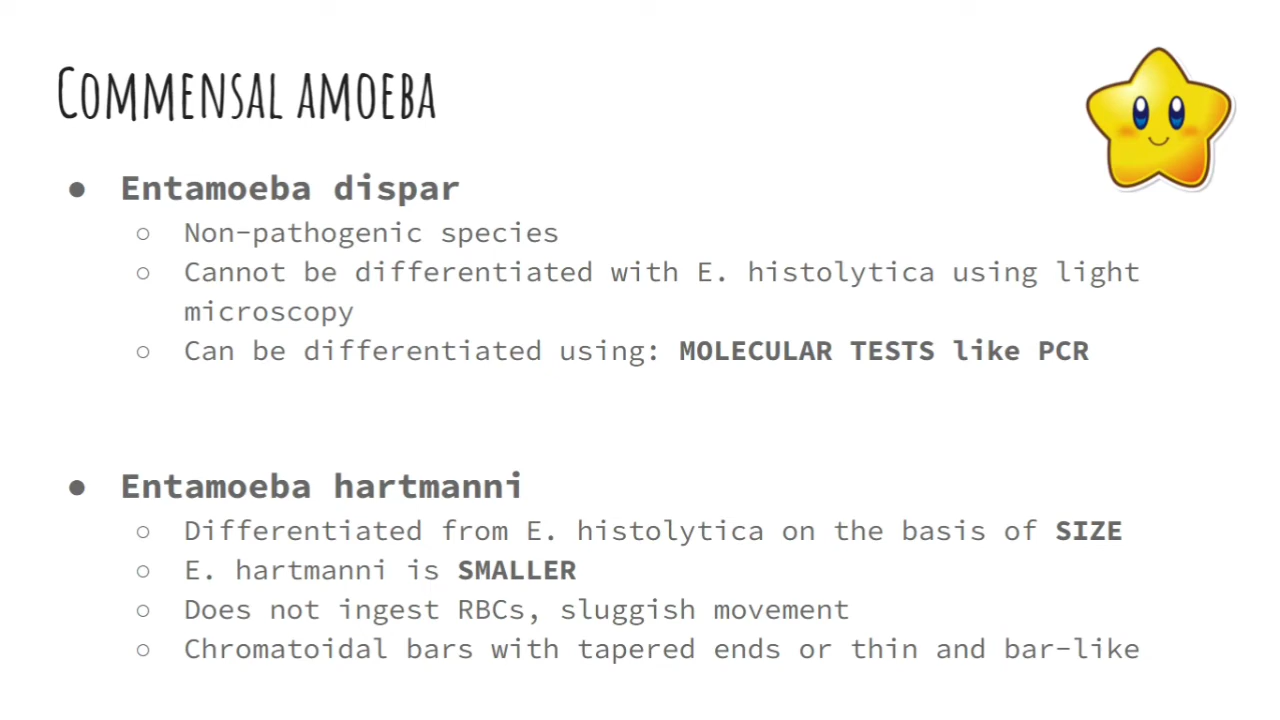 Commensal amoeba
● Entamoeba dispar
○ Non-pathogenic species
○ Cannot be differentiated with E. histolytica using light
microscopy
○ Can be differentiated using: MOLECULAR TESTS like PCR
● Entamoeba hartmanni
○ Differentiated from E. histolytica on the basis of SIZE
○ E. hartmanni is SMALLER
○ Does not ingest RBCs, sluggish movement
○ Chromatoidal bars with tapered ends or thin and bar-like